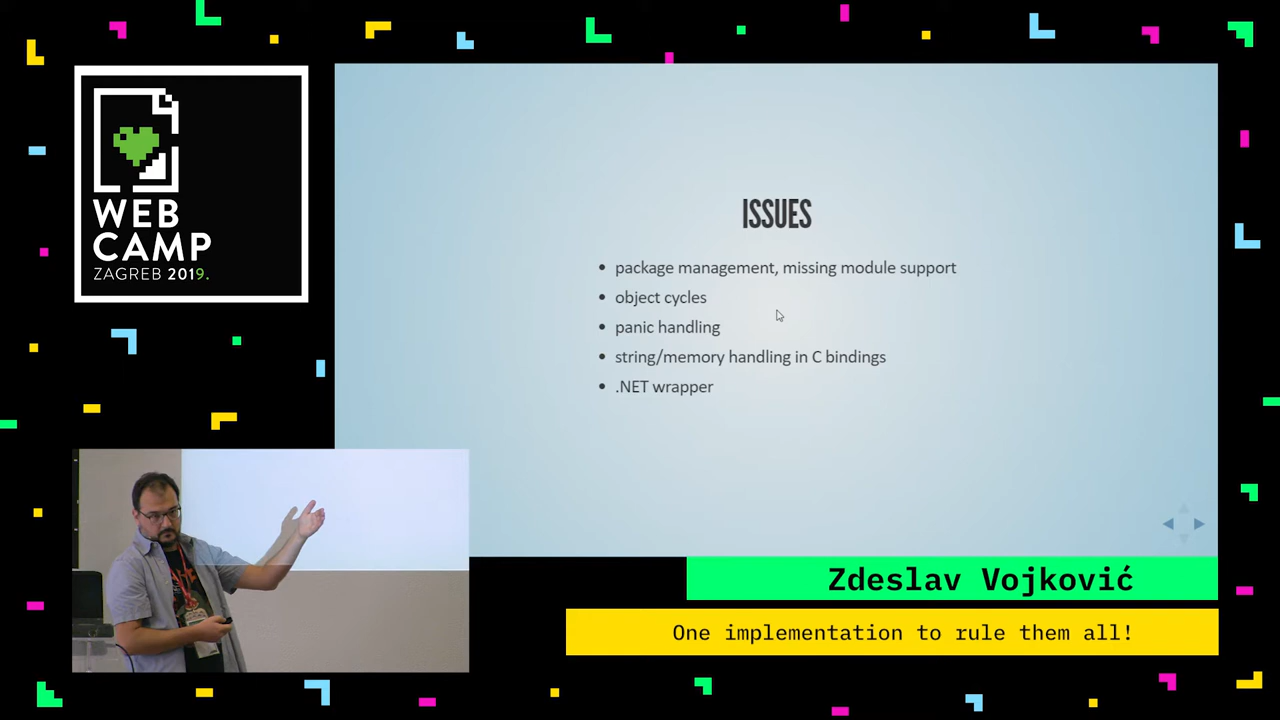 WEB
CAMP
ZAGREB 2019.
ISSUES
package management, missing module support
object cycles
panic handling
string/memory handling in C bindings
.NET wrapper
Zdeslav Vojković
One implementation to rule them all!